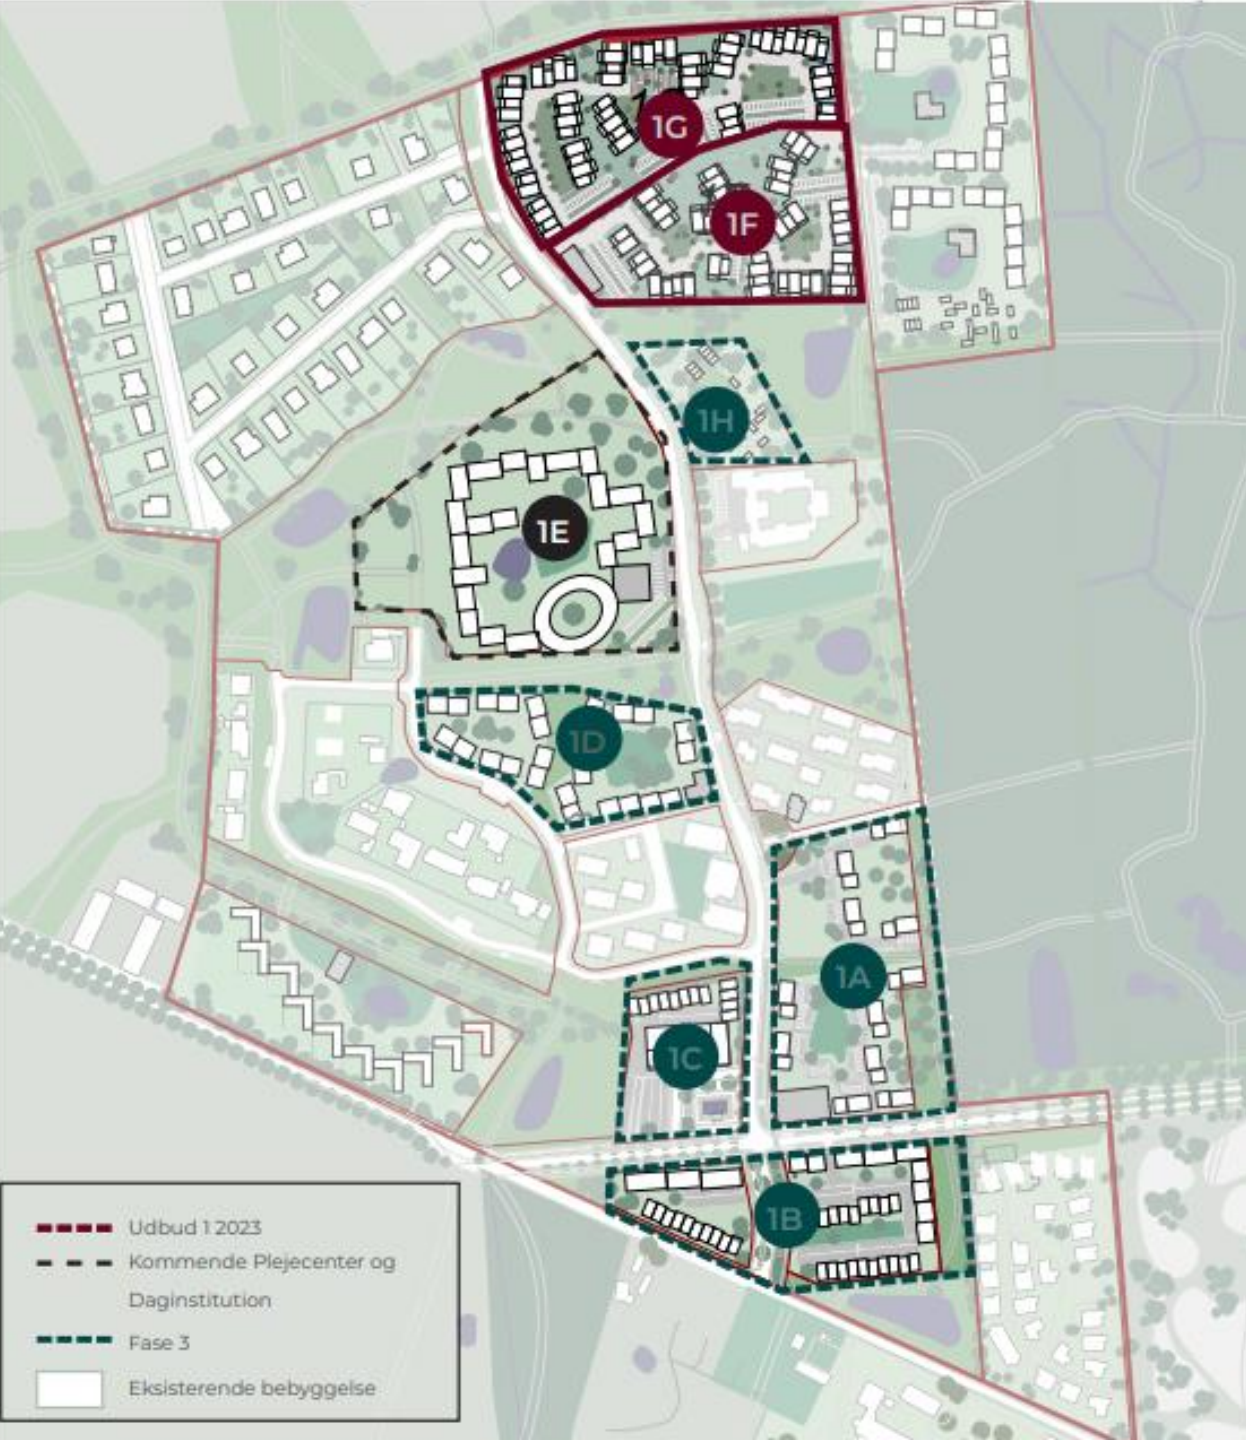 1G
1F
1H
1E
1D
1A
1C
1B
Udbud 1 2023
Kommende Plejecenter og
Daginstitution
Fase 3
Eksisterende bebyggelse